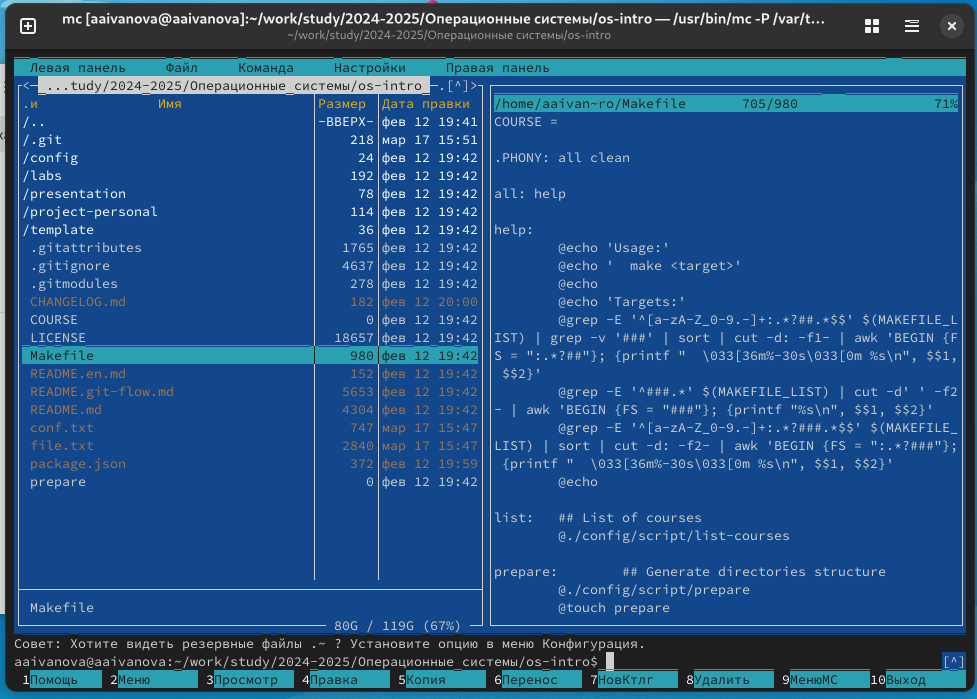 mc [aaivanova@aaivanova]:~/work/study/2024-2025/Операционные системы/os-intro — /usr/bin/mc -P /var/t…
~/work/study/2024-2025/Операционные системы/os-intro
Левая панель Файл Команда Настройки Правая панель
<─ ...tudy/2024-2025/Операционные системы/os-intro ─.[^]>
.и Имя Размер Дата правки
/.. -ВВЕРХ- фев 12 19:41
/.git 218 мар 17 15:51
/config 24 фев 12 19:42
/labs 192 фев 12 19:42
/presentation 78 фев 12 19:42
/project-personal 114 фев 12 19:42
/template 36 фев 12 19:42
.gitattributes 1765 фев 12 19:42
.gitignore 4637 фев 12 19:42
.gitmodules 278 фев 12 19:42
CHANGELOG.md 182 фев 12 20:00
COURSE 0 фев 12 19:42
LICENSE 18657 фев 12 19:42
Makefile 980 фев 12 19:42
README.en.md 152 фев 12 19:42
README.git-flow.md 5653 фев 12 19:42
README.md 4304 фев 12 19:42
conf.txt 747 мар 17 15:47
file.txt 2840 мар 17 15:47
package.json 372 фев 12 19:59
prepare 0 фев 12 19:42
Makefile
80G / 119G (67%)
/home/aaivan~ro/Makefile 705/980 71%
COURSE =
.PHONY: all clean
all: help
help:
@echo 'Usage:'
@echo '  make <target>'
@echo
@echo 'Targets:'
@grep -E '^[a-zA-Z_0-9.-]+:.*?##.*$$' $(MAKEFILE_L
IST) | grep -v '###' | sort | cut -d: -f1- | awk 'BEGIN {F
S = ":.*?##"}; {printf "  \033[36m%-30s\033[0m %s\n", $$1,
$$2}'
@grep -E '^###.*' $(MAKEFILE_LIST) | cut -d' ' -f2
- | awk 'BEGIN {FS = "###"}; {printf "%s\n", $$1, $$2}'
@grep -E '^[a-zA-Z_0-9.-]+:.*?###.*$$' $(MAKEFILE_
LIST) | sort | cut -d: -f2- | awk 'BEGIN {FS = ":.*?###"};
{printf "  \033[36m%-30s\033[0m %s\n", $$1, $$2}'
@echo
list: ## List of courses
@./config/script/list-courses
prepare: ## Generate directories structure
@./config/script/prepare
@touch prepare
Совет: Хотите видеть резервные файлы .~ ? Установите опцию в меню Конфигурация.
aaivanova@aaivanova:~/work/study/2024-2025/Операционные системы/os-intro$ [^]
1Помощь 2Меню 3Просмотр 4Правка 5Копия 6Перенос 7НовКтлг 8Удалить 9МенюMC 10Выход